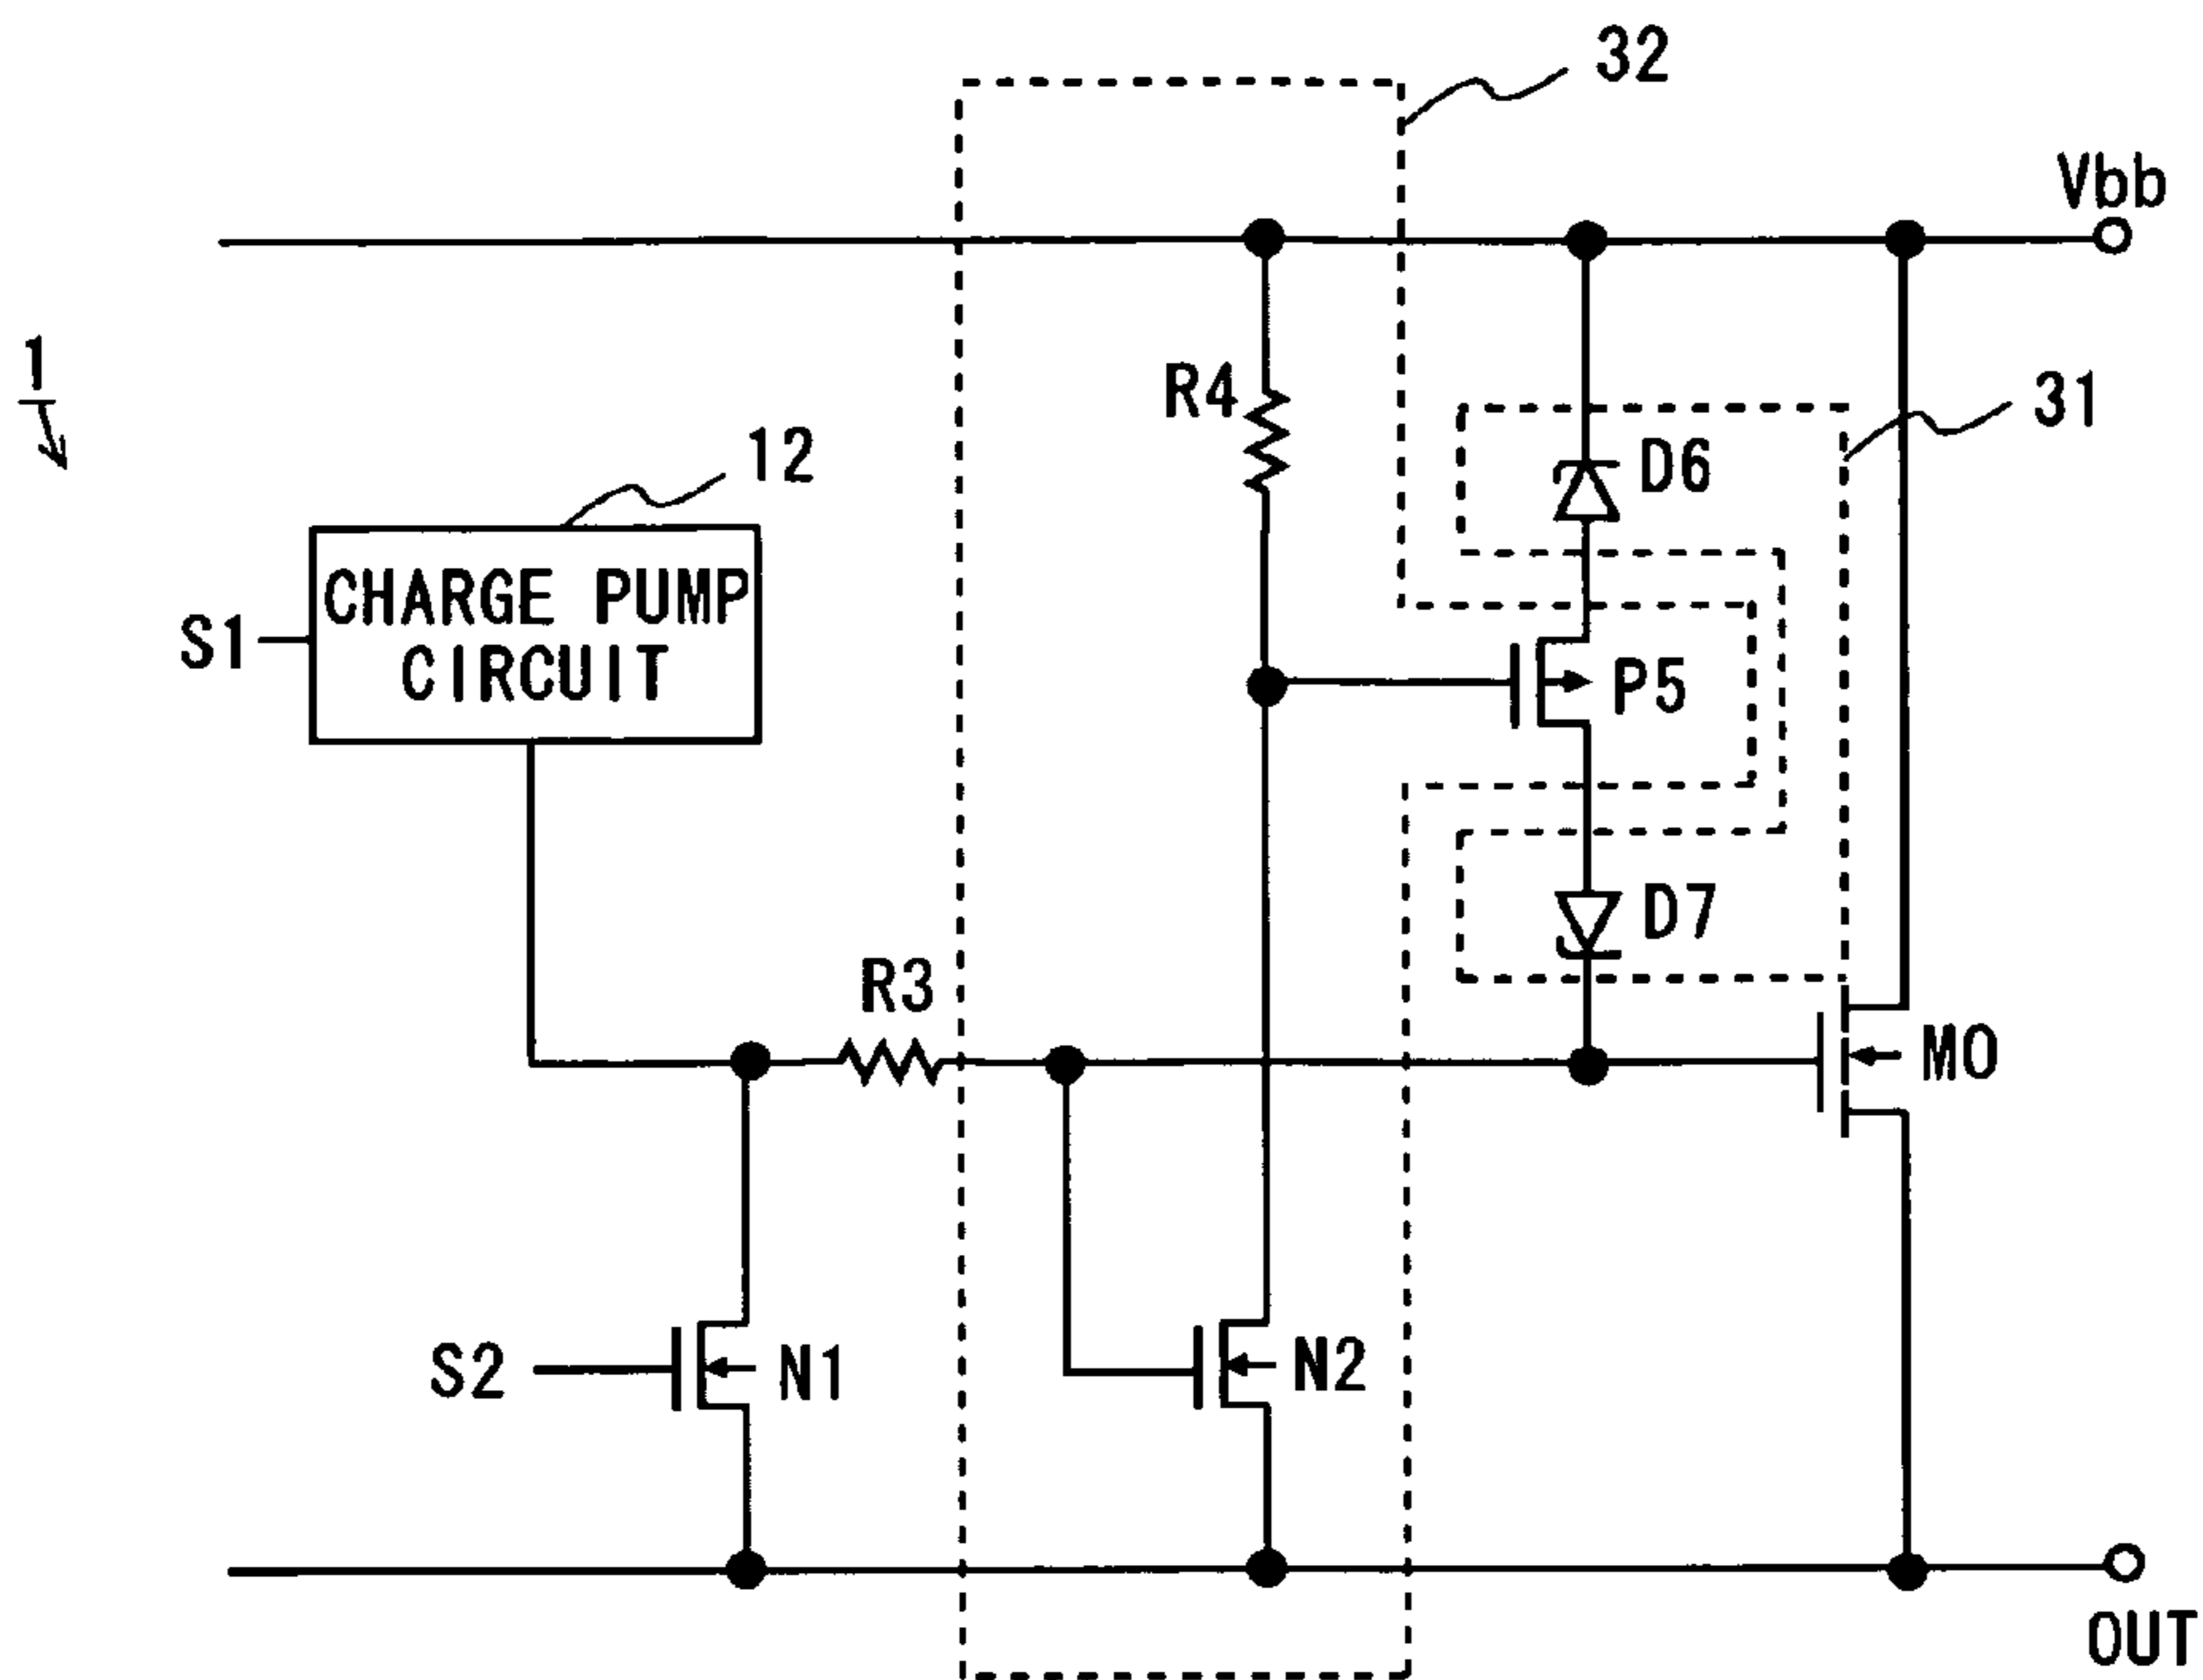 32
Vbb
1
R4
31
12
D6
CHARGE PUMP
CIRCUIT
S1
P5
D7
R3
M0
S2
N1
N2
OUT